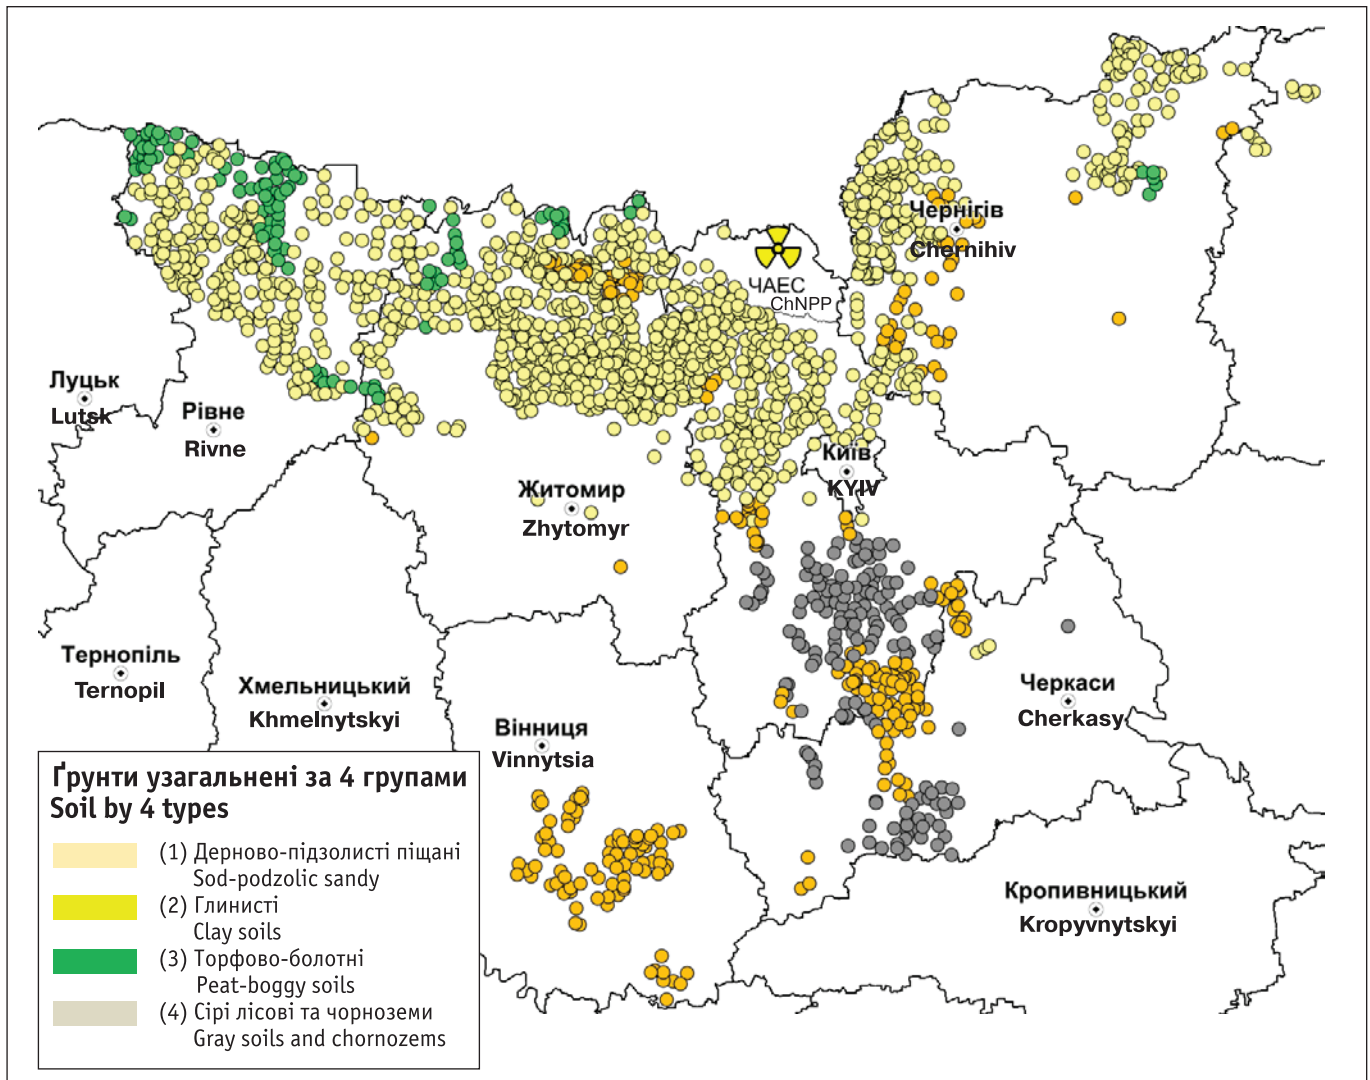 Чернігів
Chernihiv
ЧАЕС
ChNPP
Луцьк
Lutsk
Рівне
Rivne
Київ
KYIV
Житомир
Zhytomyr
Тернопіль
Ternopil
Хмельницький
Khmelnytskyi
Черкаси
Cherkasy
Вінниця
Vinnytsia
Кропивницький
Kropyvnytskyi
Ґрунти узагальнені за 4 групами
Soil by 4 types
(1) Дерново-підзолисті піщані
Sod-podzolic sandy
(2) Глинисті
Clay soils
(3) Торфово-болотні
Peat-boggy soils
(4) Сірі лісові та чорноземи
Gray soils and chornozems